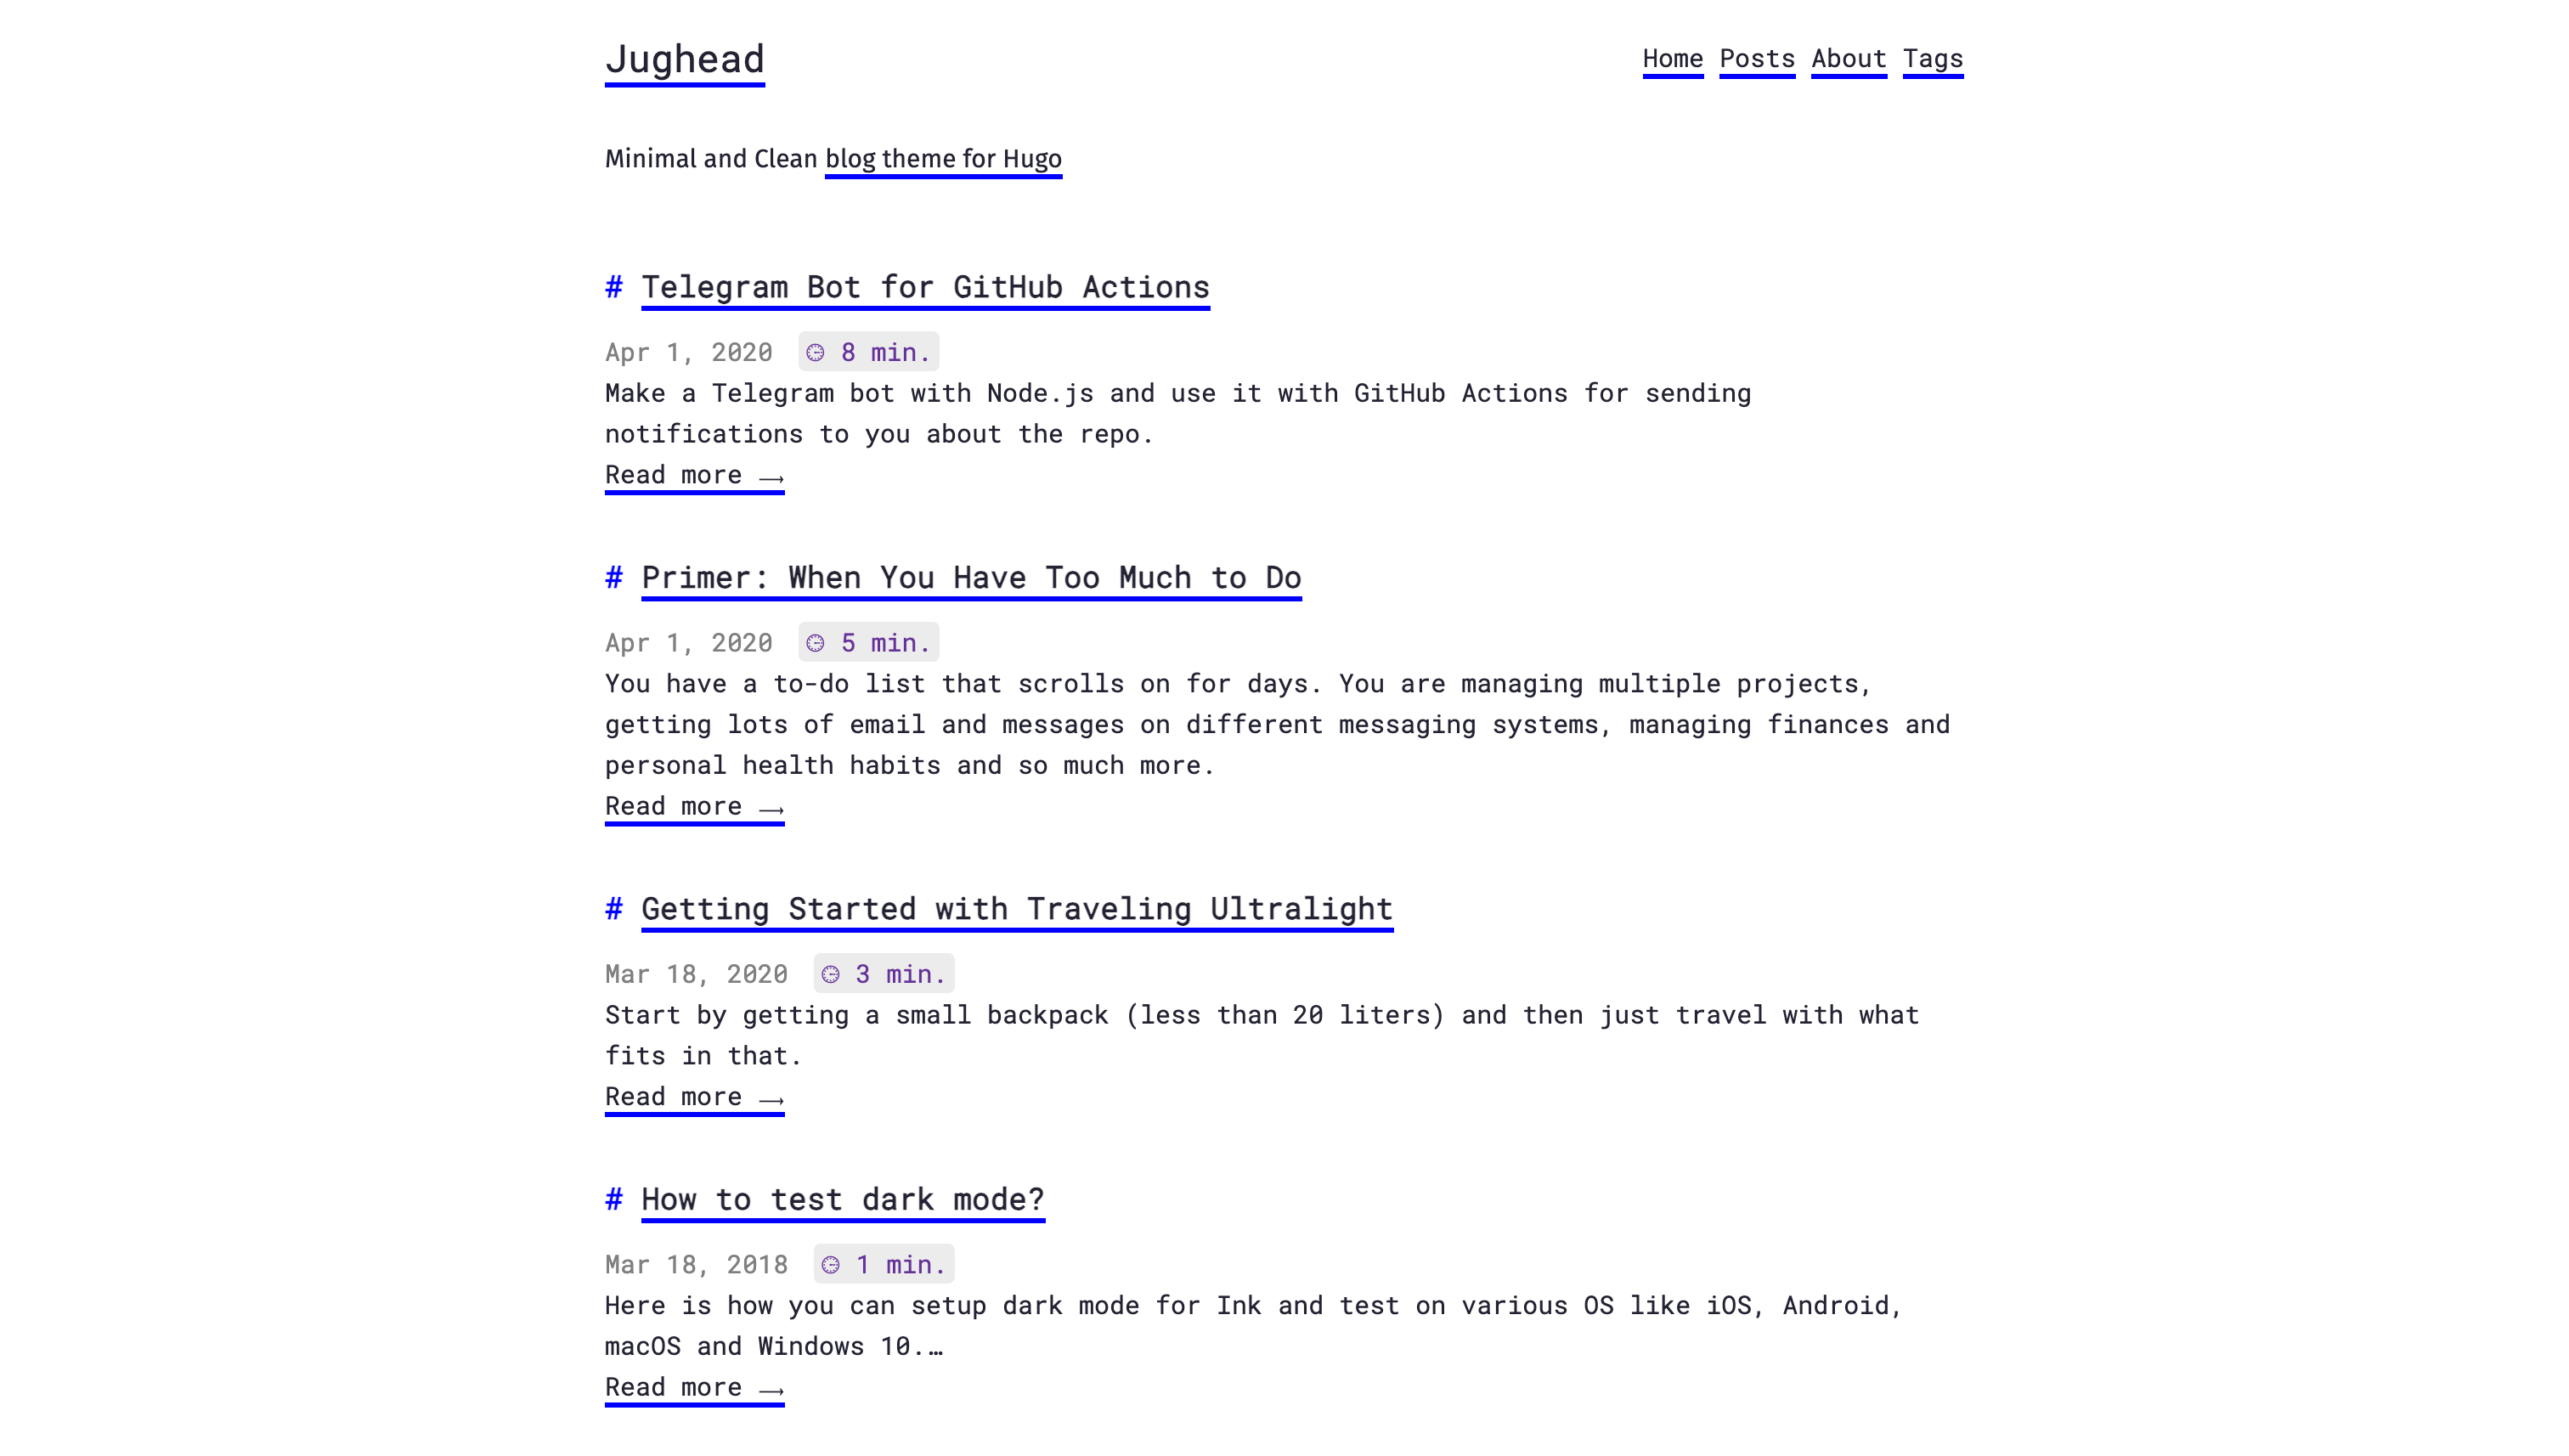 Jughead
Home Posts About Tags
Minimal and Clean blog theme for Hugo
# Telegram Bot for GitHub Actions
Apr 1, 2020 8 min.
Make a Telegram bot with Node.js and use it with GitHub Actions for sending
notifications to you about the repo.
Read more ⟶
# Primer: When You Have Too Much to Do
Apr 1, 2020 5 min.
You have a to-do list that scrolls on for days. You are managing multiple projects,
getting lots of email and messages on different messaging systems, managing finances and
personal health habits and so much more.
Read more ⟶
# Getting Started with Traveling Ultralight
Mar 18, 2020 3 min.
Start by getting a small backpack (less than 20 liters) and then just travel with what
fits in that.
Read more ⟶
# How to test dark mode?
Mar 18, 2018 1 min.
Here is how you can setup dark mode for Ink and test on various OS like iOS, Android,
macOS and Windows 10.…
Read more ⟶